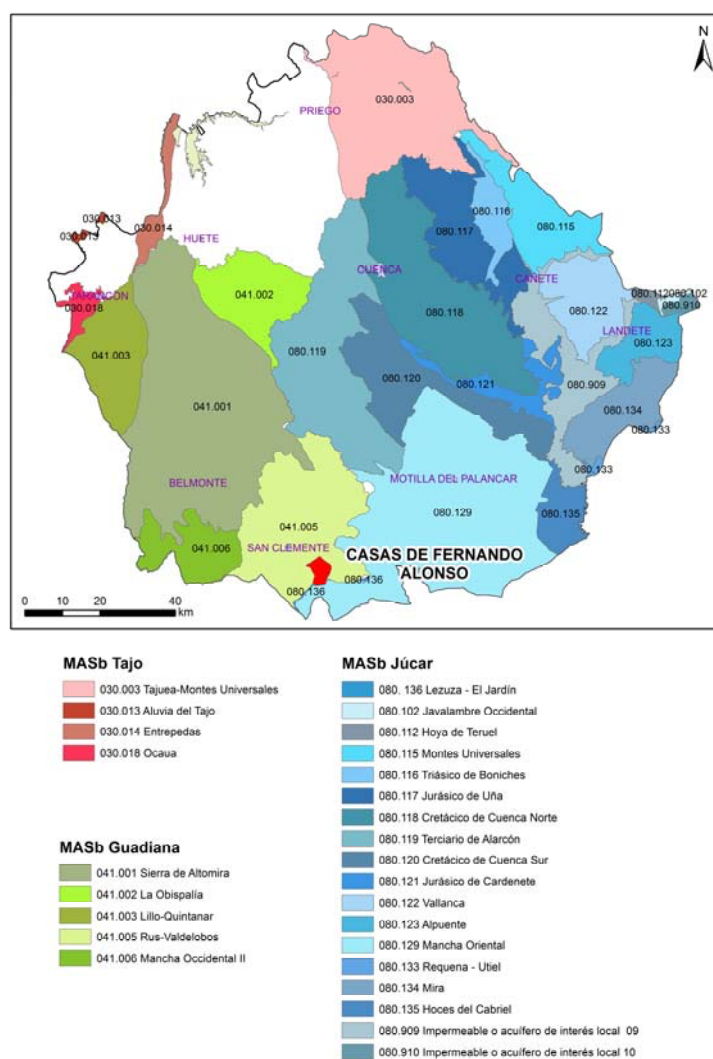 N
030.003
PRIEGO
080.116
080.115
030.013
030.013
030.014
HUETE
080.117
CUENCA
CAÑETE
041.002
TARANCÓN
030.018
080.122
080.112
080.102
080.910
080.118
LANDETE
080.123
041.003
080.119
080.120
080.121
080.909
041.001
080.134
080.133
080.133
BELMONTE
MOTILLA DEL PALANCAR
080.135
080.129
041.005
041.006
SAN CLEMENTE
CASAS DE FERNANDO
ALONSO
080.136
080.136
0 10 20 40
km
MASb Tajo
030.003 Tajuea-Montes Universales
030.013 Aluvia del Tajo
030.014 Entrepedas
030.018 Ocaua
MASb Guadiana
041.001 Sierra de Altomira
041.002 La Obispalía
041.003 Lillo-Quintanar
041.005 Rus-Valdelobos
041.006 Mancha Occidental II
MASb Júcar
080. 136 Lezuza - El Jardín
080.102 Javalambre Occidental
080.112 Hoya de Teruel
080.115 Montes Universales
080.116 Triásico de Boniches
080.117 Jurásico de Uña
080.118 Cretácico de Cuenca Norte
080.119 Terciario de Alarcón
080.120 Cretácico de Cuenca Sur
080.121 Jurásico de Cardenete
080.122 Vallanca
080.123 Alpuente
080.129 Mancha Oriental
080.133 Requena - Utiel
080.134 Mira
080.135 Hoces del Cabriel
080.909 Impermeable o acuífero de interés local 09
080.910 Impermeable o acuífero de interés local 10